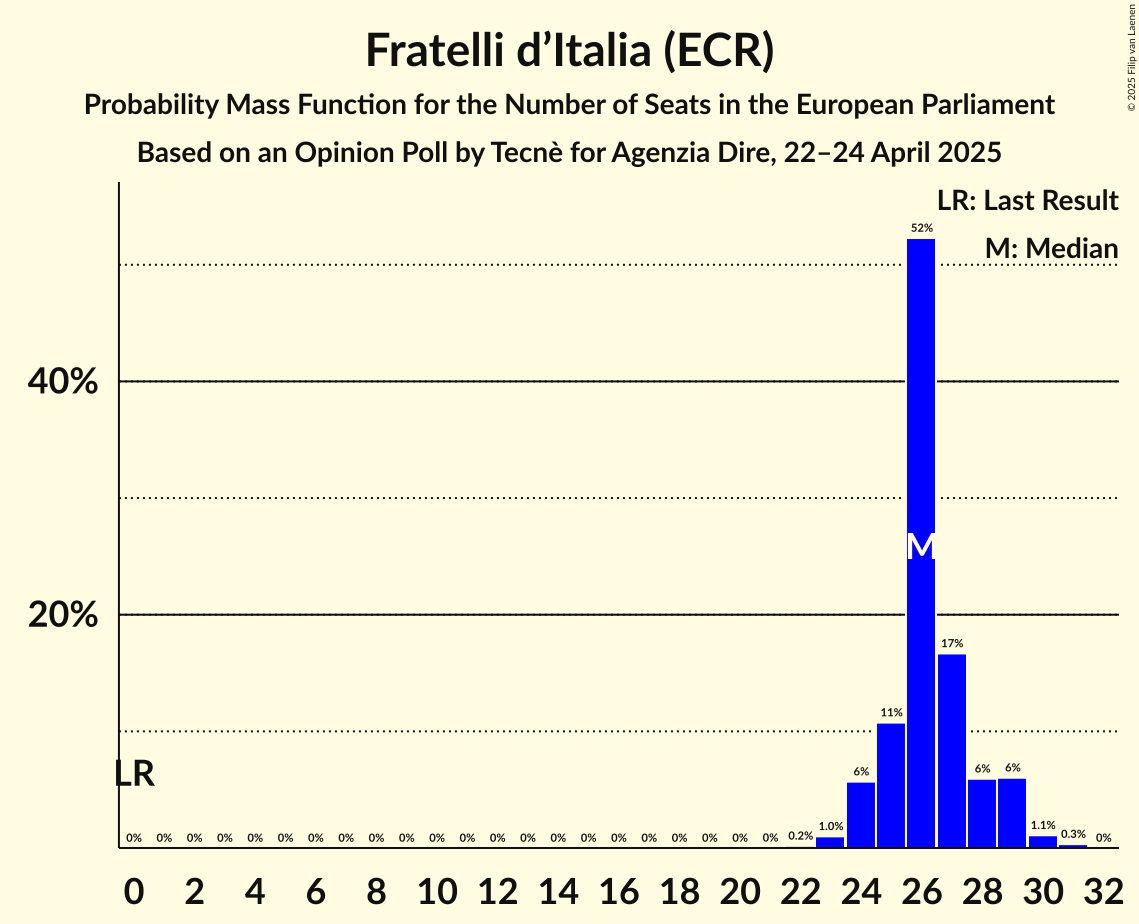 Fratelli d’Italia (ECR)
Probability Mass Function for the Number of Seats in the European Parliament
Based on an Opinion Poll by Tecnè for Agenzia Dire, 22–24 April 2025
© 2025 Filip van Laenen
LR: Last Result
M: Median
52%
40%
M
20%
17%
11%
LR
6% 6% 6%
0% 0% 0% 0% 0% 0% 0% 0% 0% 0% 0% 0% 0% 0% 0% 0% 0% 0% 0% 0% 0% 0% 0.2% 1.0% 1.1% 0.3% 0%
0 2 4 6 8 10 12 14 16 18 20 22 24 26 28 30 32